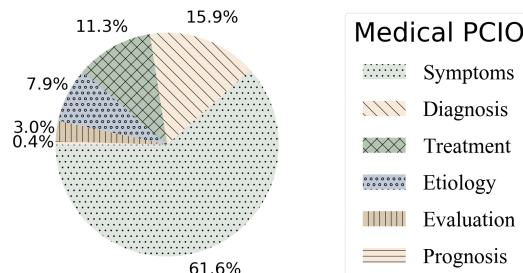 15.9%
11.3%
7.9%
3.0%
0.4%
61.6%
Medical PCIO
Symptoms
Diagnosis
Treatment
Etiology
Evaluation
Prognosis